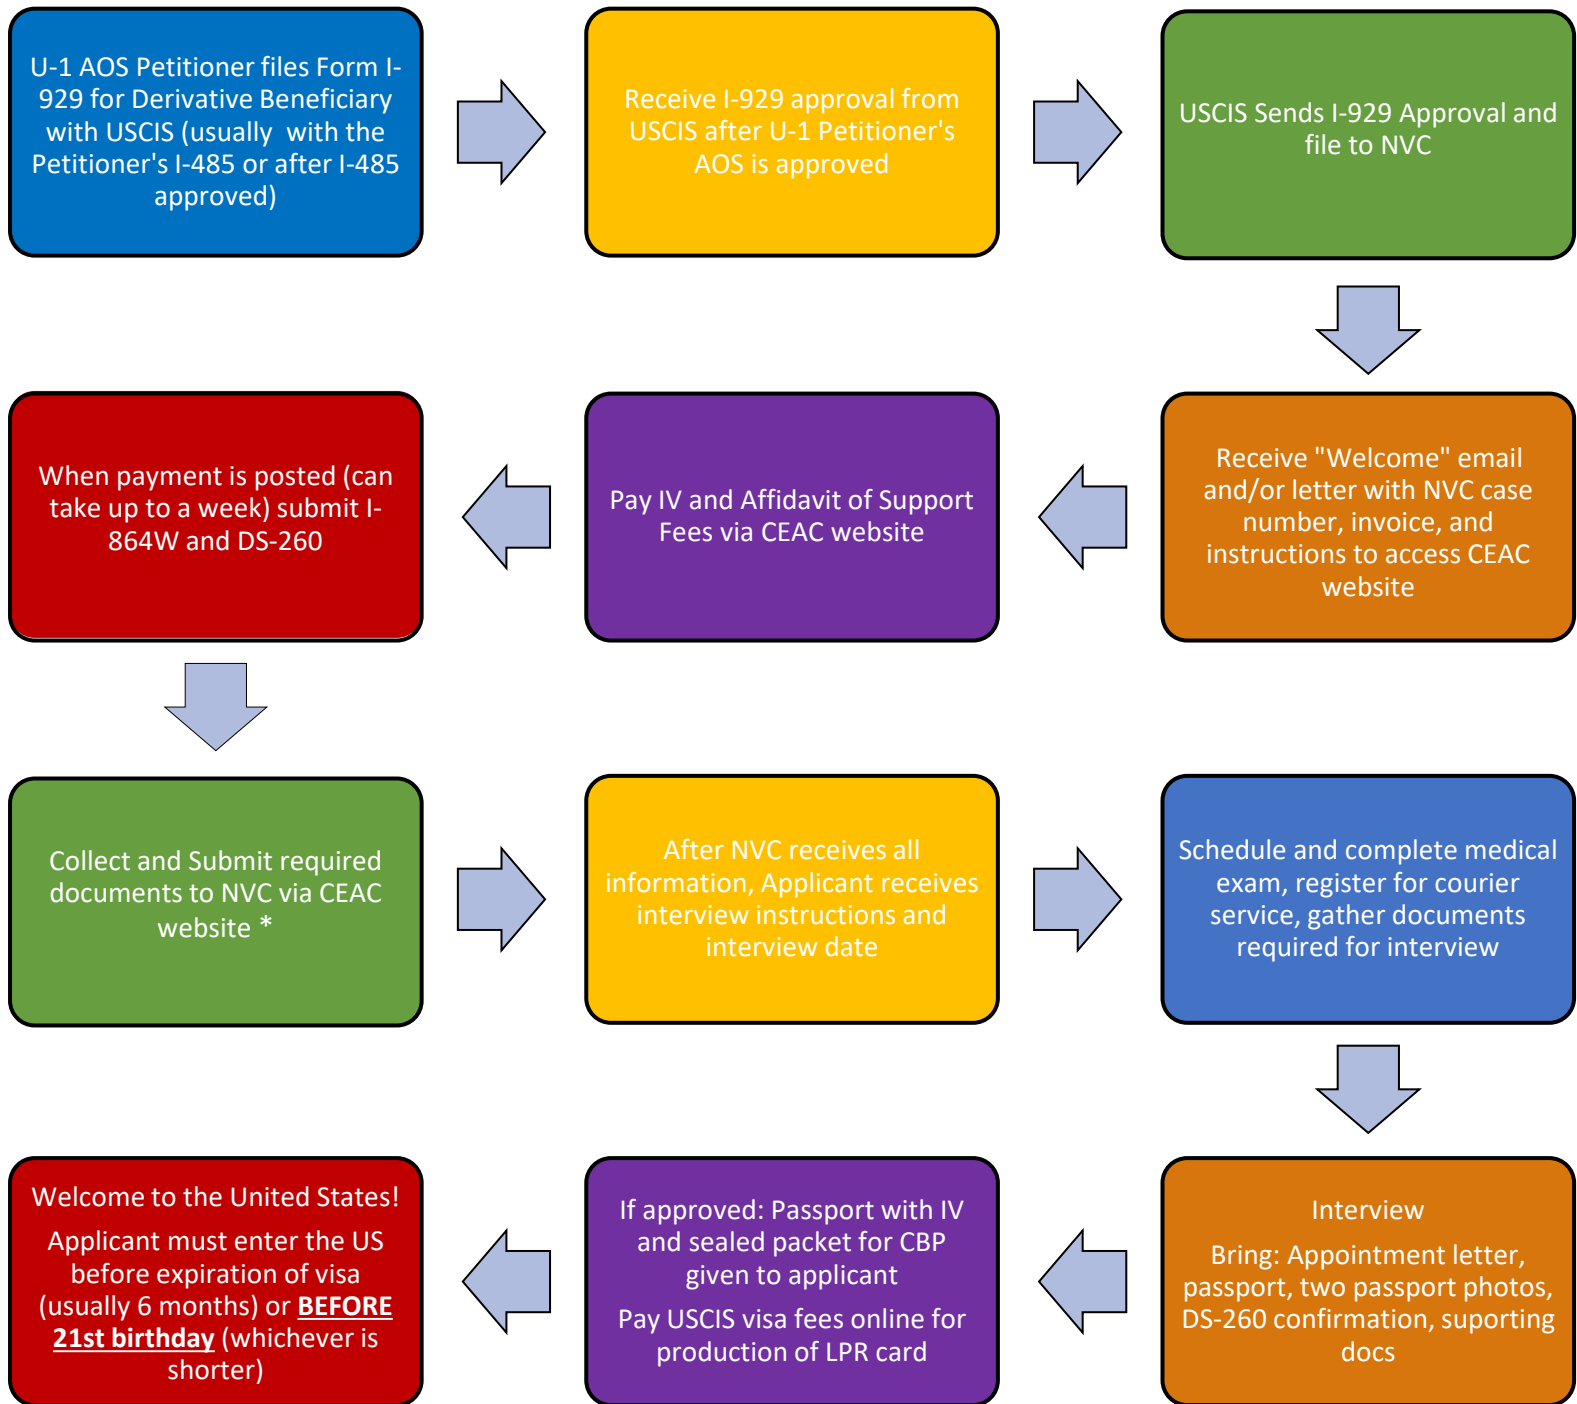 U-1 AOS Petitioner files Form I-
929 for Derivative Beneficiary
with USCIS (usually with the
Petitioner's I-485 or after I-485
approved)
Receive I-929 approval from
USCIS after U-1 Petitioner's
AOS is approved
USCIS Sends I-929 Approval and
file to NVC
Receive "Welcome" email
and/or letter with NVC case
number, invoice, and
instructions to access CEAC
website
Pay IV and Affidavit of Support
Fees via CEAC website
When payment is posted (can
take up to a week) submit I-
864W and DS-260
Collect and Submit required
documents to NVC via CEAC
website *
After NVC receives all
information, Applicant receives
interview instructions and
interview date
Schedule and complete medical
exam, register for courier
service, gather documents
required for interview
Interview
Bring: Appointment letter,
passport, two passport photos,
DS-260 confirmation, suporting
docs
If approved: Passport with IV
and sealed packet for CBP
given to applicant
Pay USCIS visa fees online for
production of LPR card
Welcome to the United States!
Applicant must enter the US
before expiration of visa
(usually 6 months) or BEFORE
21st birthday (whichever is
shorter)